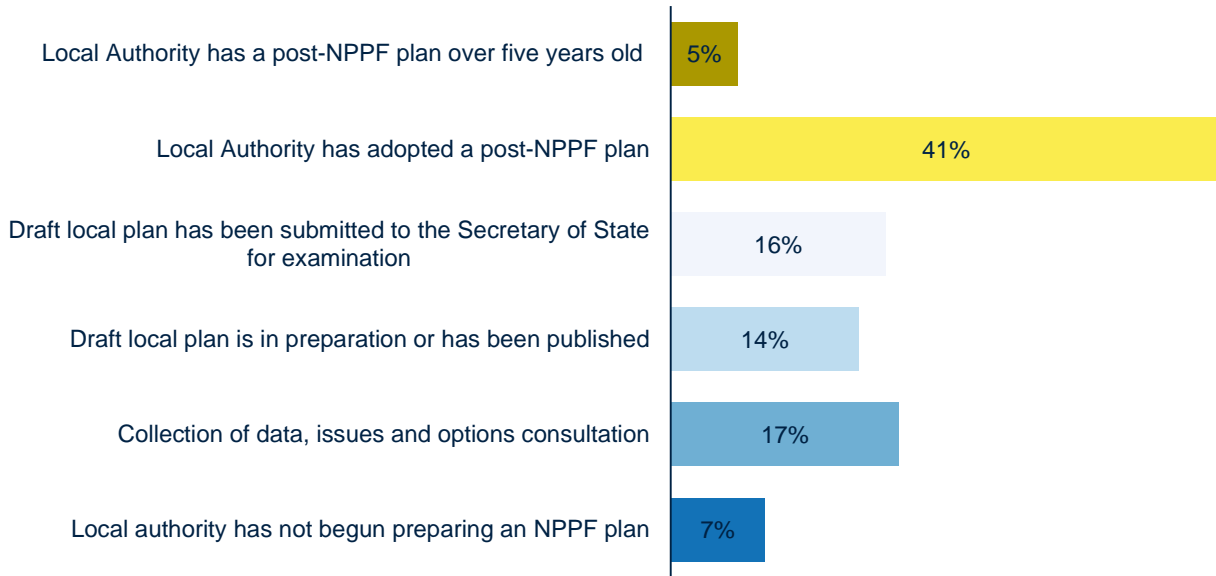 Local Authority has a post-NPPF plan over five years old
5%
Local Authority has adopted a post-NPPF plan
41%
Draft local plan has been submitted to the Secretary of State
for examination
16%
Draft local plan is in preparation or has been published
14%
Collection of data, issues and options consultation
17%
Local authority has not begun preparing an NPPF plan
7%